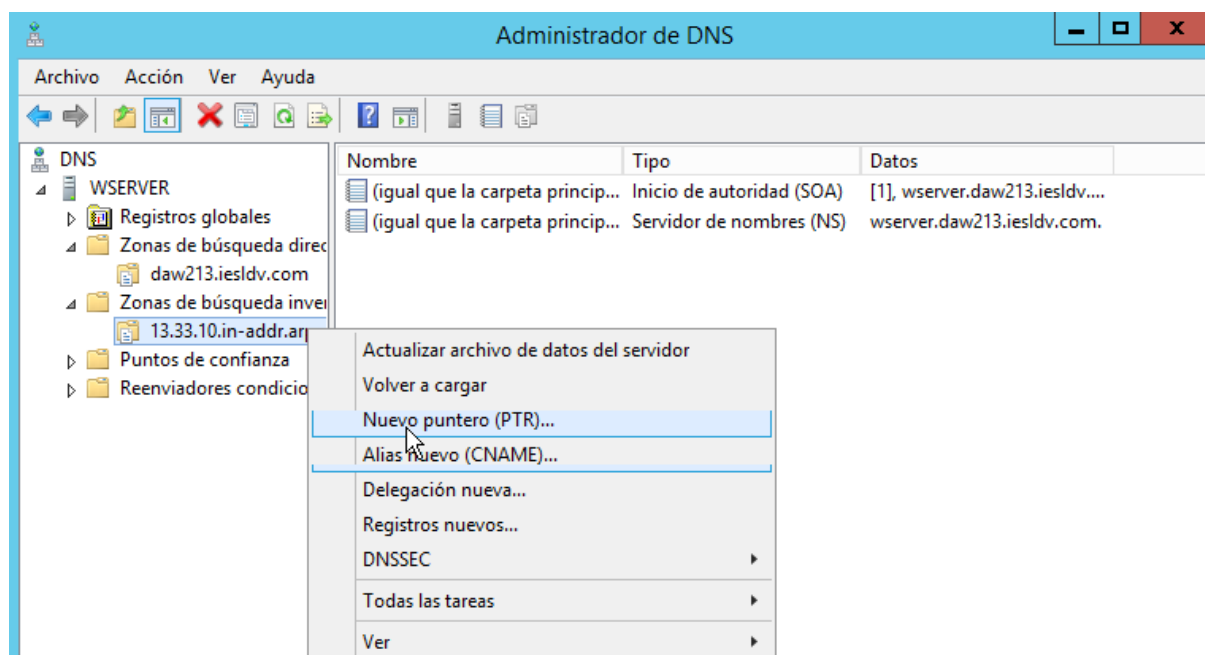 Administrador de DNS
Archivo Acción Ver Ayuda
DNS
WSERVER
Registros globales
Zonas de búsqueda direc
daw213.iesldv.com
Zonas de búsqueda inver
13.33.10.in-addr.arp
Puntos de confianza
Reenviadores condicio
Nombre Tipo Datos
(igual que la carpeta princip... Inicio de autoridad (SOA) [1], wserver.daw213.iesldv....
(igual que la carpeta princip... Servidor de nombres (NS) wserver.daw213.iesldv.com.
Actualizar archivo de datos del servidor
Volver a cargar
Nuevo puntero (PTR)...
Alias nuevo (CNAME)...
Delegación nueva...
Registros nuevos...
DNSSEC
Todas las tareas
Ver